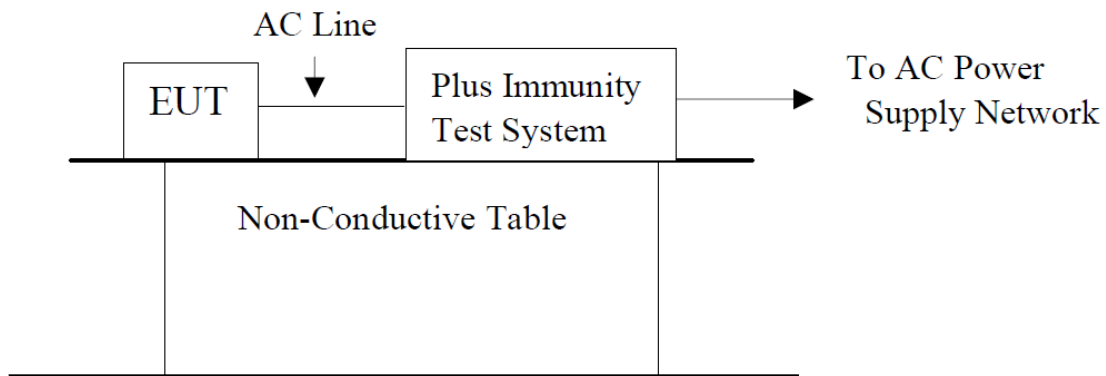 AC Line
EUT
Plus Immunity
Test System
To AC Power
Supply Network
Non-Conductive Table